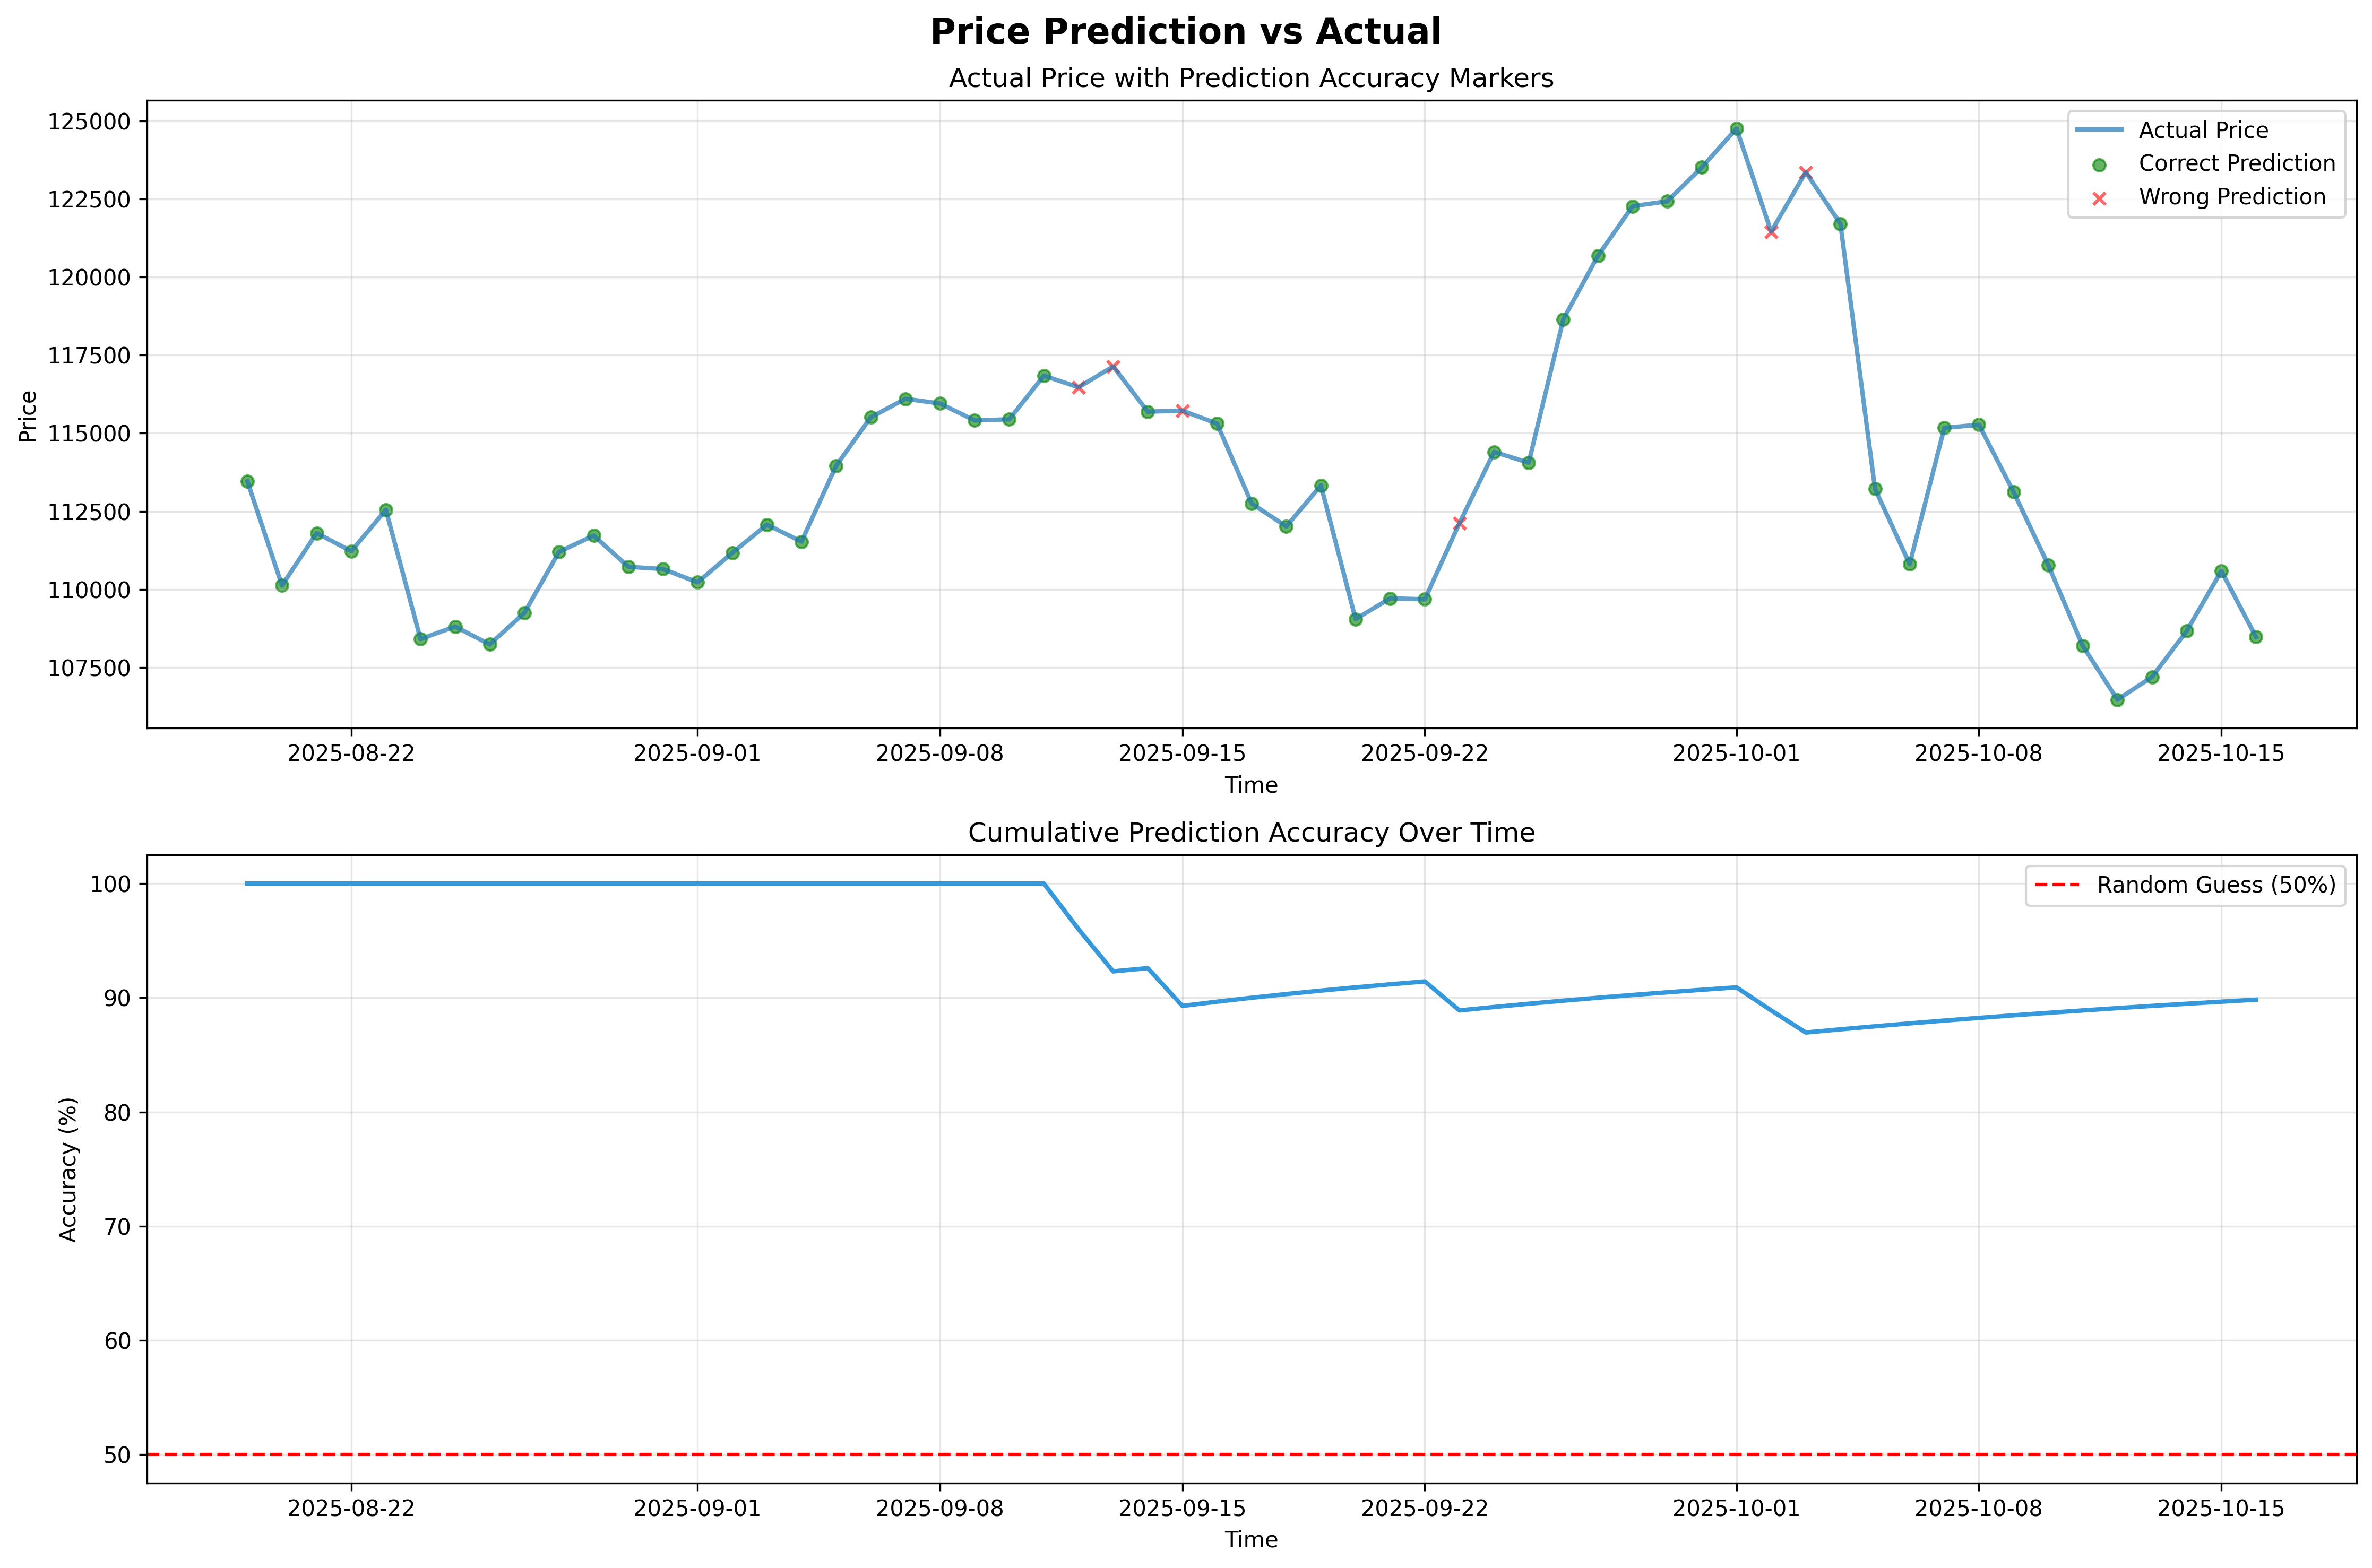 Price Prediction vs Actual
Actual Price with Prediction Accuracy Markers
125000
122500
120000
117500
115000
112500
110000
107500
Price
Actual Price
Correct Prediction
Wrong Prediction
2025-08-22 2025-09-01 2025-09-08 2025-09-15 2025-09-22 2025-10-01 2025-10-08 2025-10-15
Time
Cumulative Prediction Accuracy Over Time
100
90
80
70
60
50
Accuracy (%)
Random Guess (50%)
2025-08-22 2025-09-01 2025-09-08 2025-09-15 2025-09-22 2025-10-01 2025-10-08 2025-10-15
Time